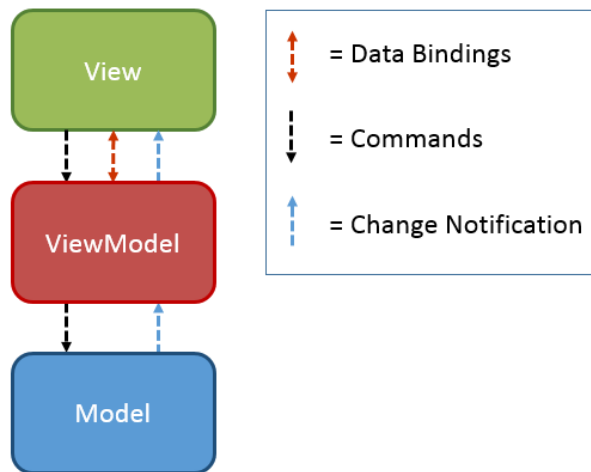 View
ViewModel
Model
= Data Bindings
= Commands
= Change Notification